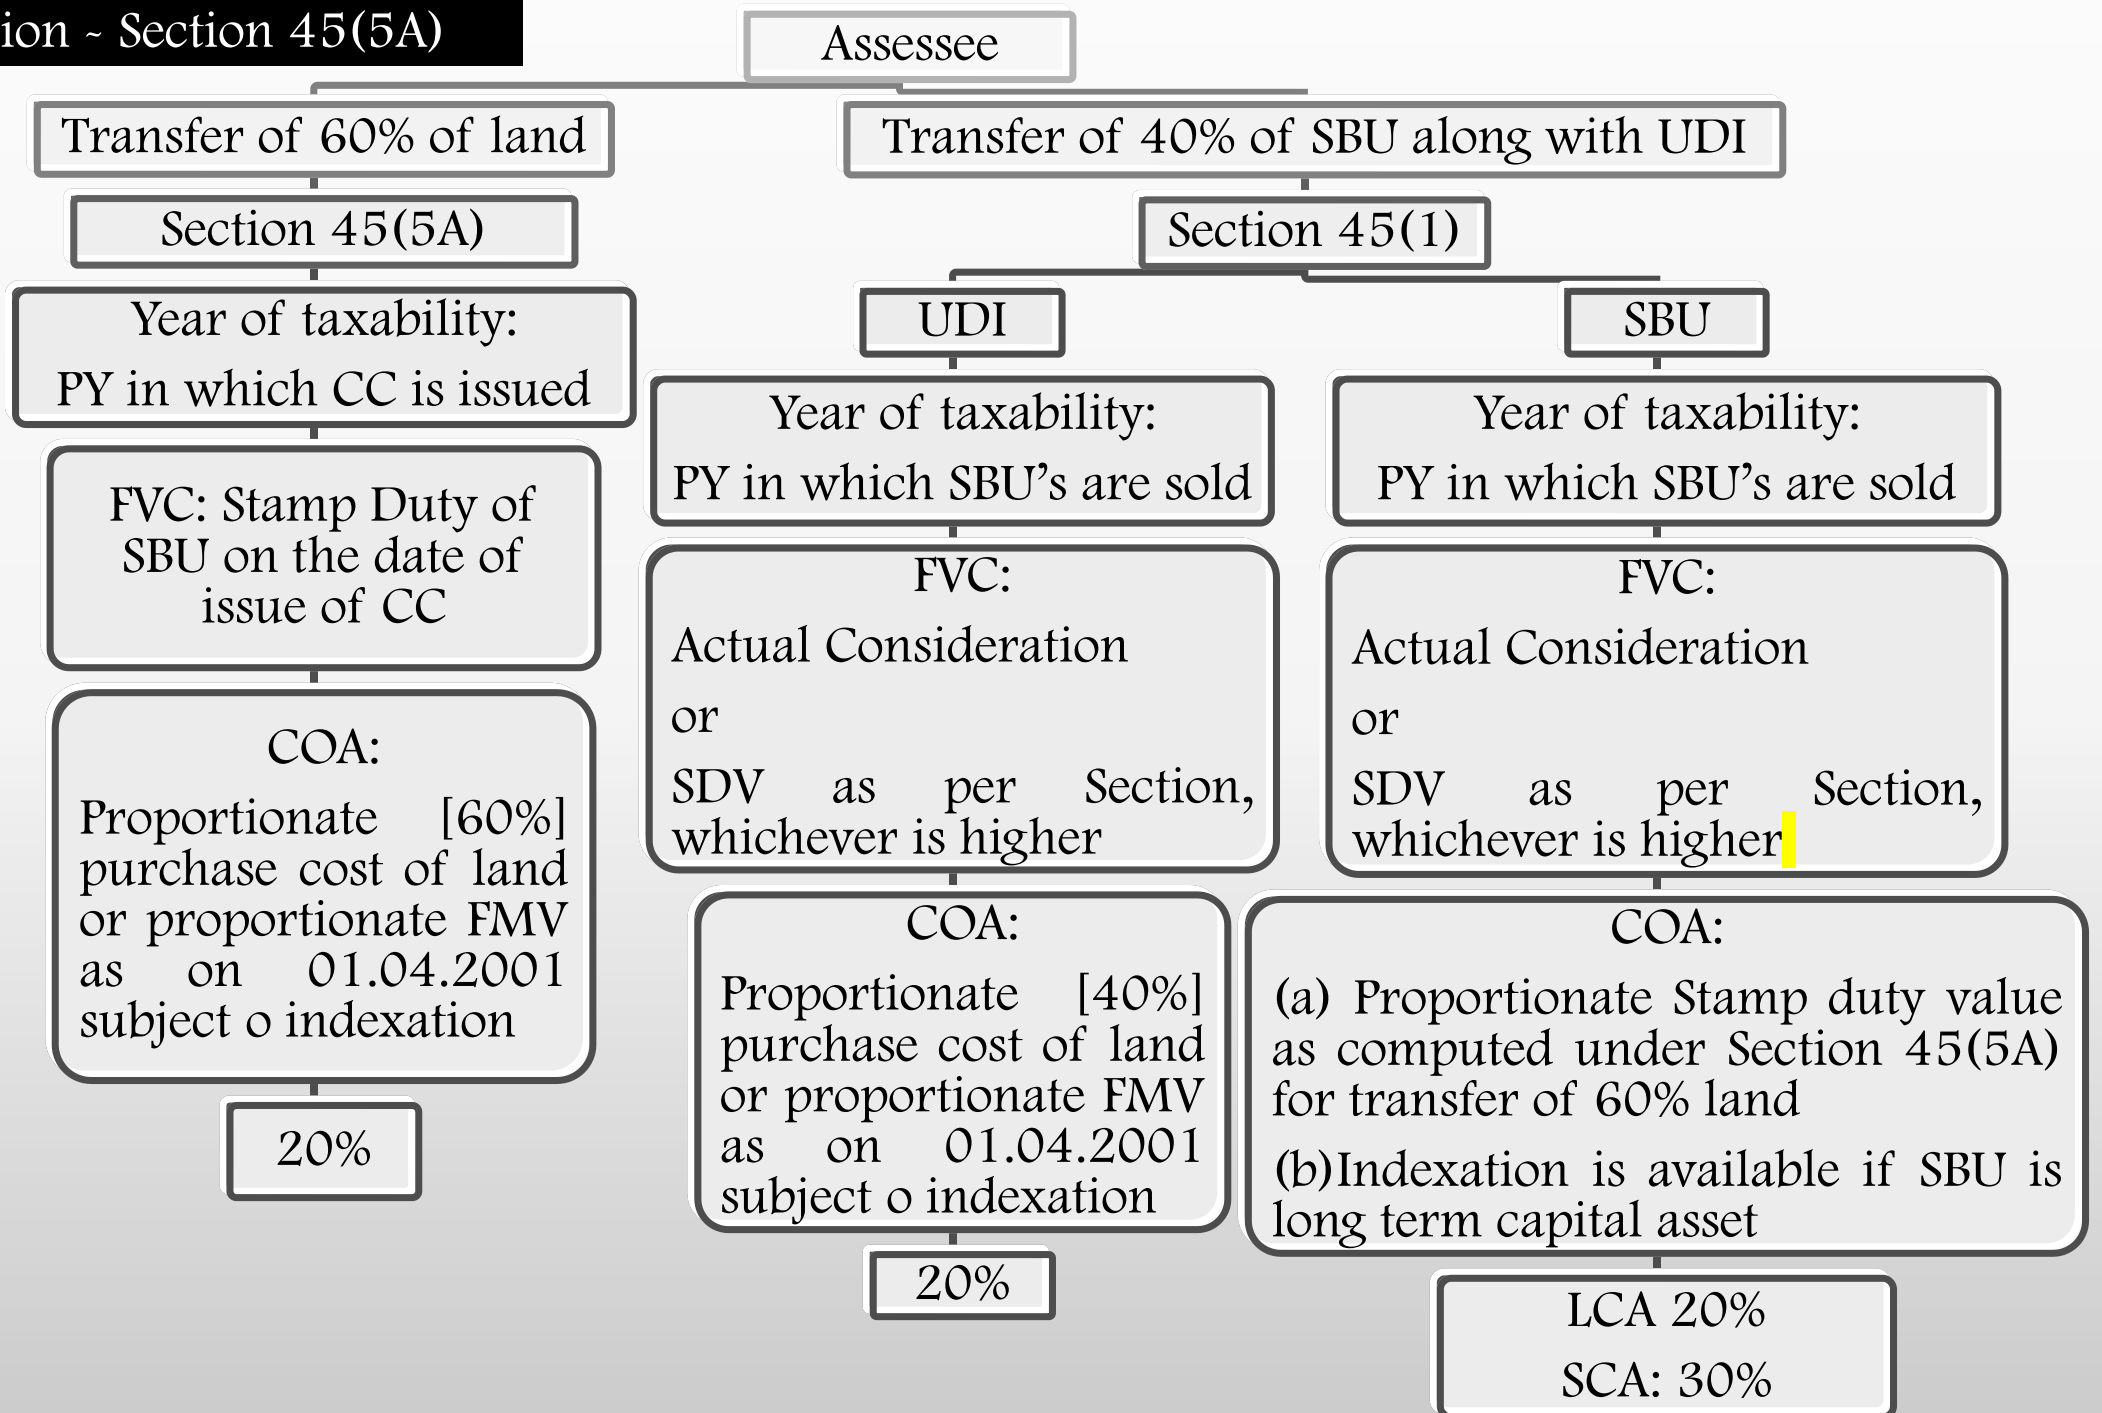 ion ~ Section 45(5A)
Assessee
Transfer of 60% of land
Section 45(5A)
Year of taxability:
PY in which CC is issued
FVC: Stamp Duty of
SBU on the date of
issue of CC
COA:
Proportionate [60%]
purchase cost of land
or proportionate FMV
as on 01.04.2001
subject o indexation
20%
Transfer of 40% of SBU along with UDI
Section 45(1)
UDI
Year of taxability:
PY in which SBU’s are sold
FVC:
Actual Consideration
or
SDV as per Section,
whichever is higher
COA:
Proportionate [40%]
purchase cost of land
or proportionate FMV
as on 01.04.2001
subject o indexation
20%
SBU
Year of taxability:
PY in which SBU’s are sold
FVC:
Actual Consideration
or
SDV as per Section,
whichever is higher
COA:
(a) Proportionate Stamp duty value
as computed under Section 45(5A)
for transfer of 60% land
(b)Indexation is available if SBU is
long term capital asset
LCA 20%
SCA: 30%